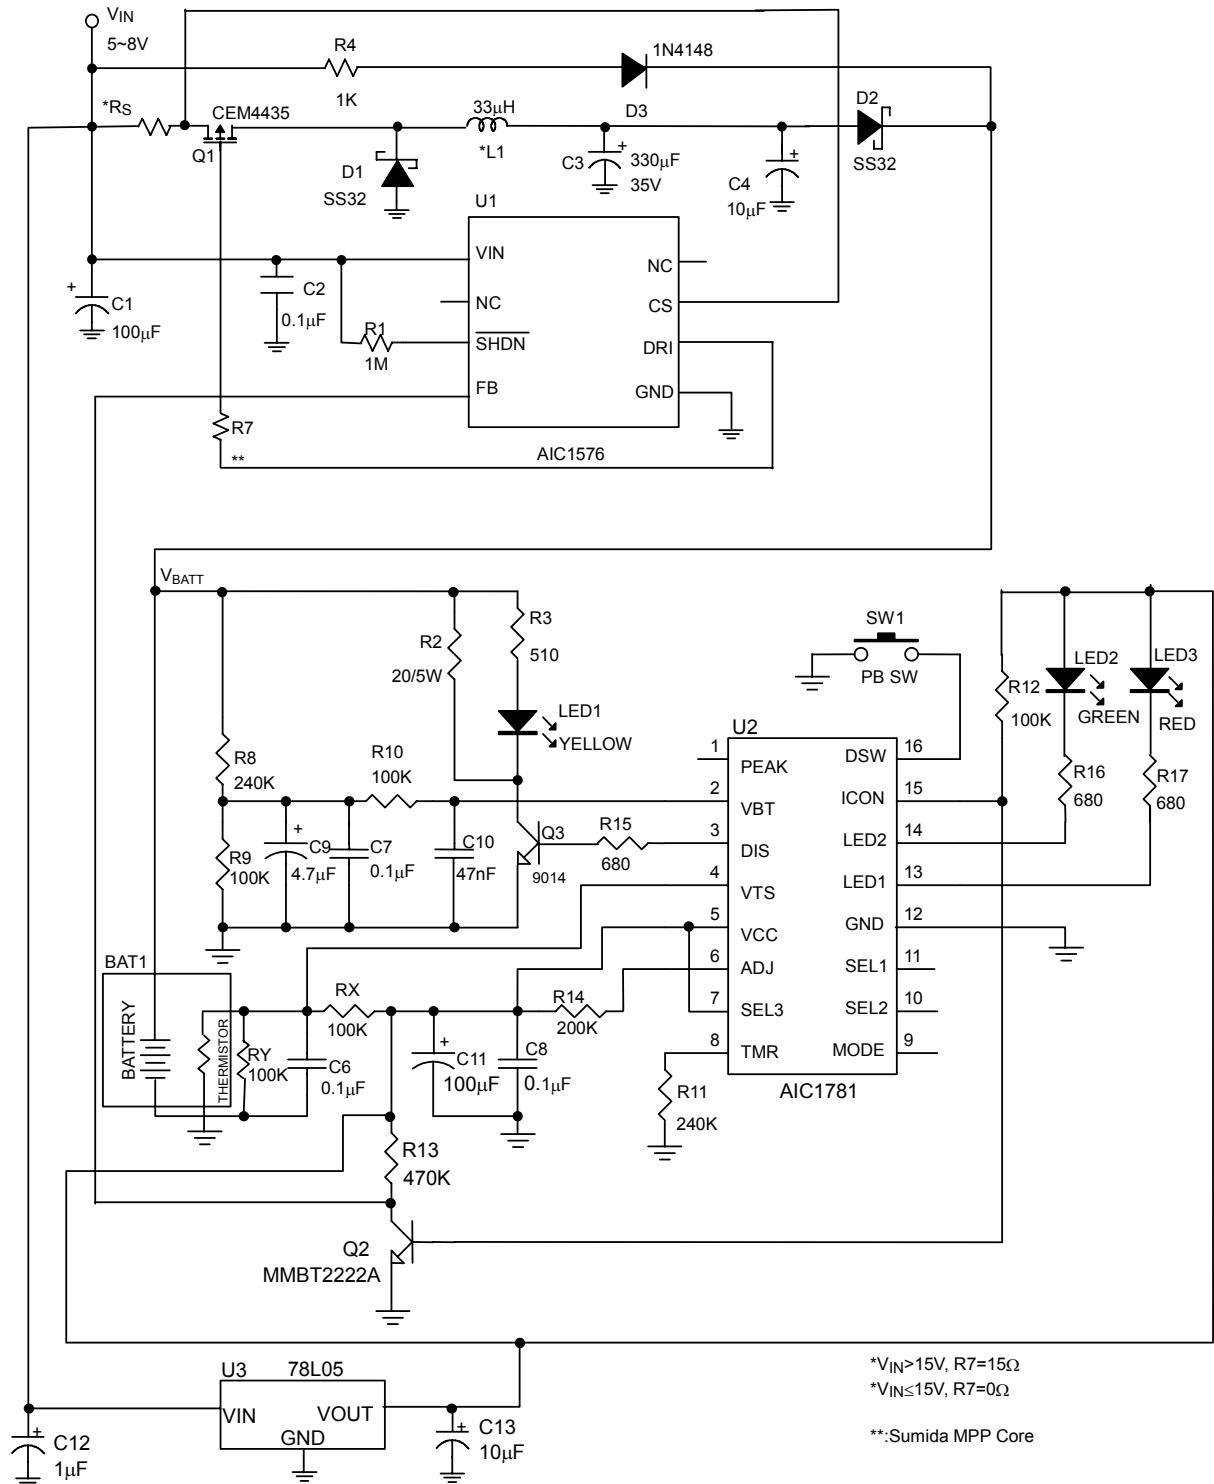 VIN
5~8V
R4
1K
1N4148
D3
*RS
CEM4435
Q1
33μH
*L1
D2
SS32
D1
SS32
C3
330μF
35V
C4
10μF
U1
VIN
NC
SHDN
FB
NC
CS
DRI
GND
AIC1576
C1
100μF
C2
0.1μF
R1
1M
R7
**
VBATT
R3
510
R2
20/5W
LED1
YELLOW
SW1
PB SW
R12
100K
LED2
GREEN
LED3
RED
R8
240K
R10
100K
U2
1 PEAK
2 VBT
3 DIS
4 VTS
5 VCC
6 ADJ
7 SEL3
8 TMR
DSW 16
ICON 15
LED2 14
LED1 13
GND 12
SEL1 11
SEL2 10
MODE 9
AIC1781
R16
680
R17
680
R9
100K
C9
4.7μF
C7
0.1μF
C10
47nF
Q3
9014
R15
680
BAT1
BATTERY
THERMISTOR
RX
100K
RY
100K
C6
0.1μF
C11
100μF
C8
0.1μF
R14
200K
R11
240K
R13
470K
Q2
MMBT2222A
U3
78L05
VIN
VOUT
GND
C12
1μF
C13
10μF
*VIN>15V, R7=15Ω
*VIN≤15V, R7=0Ω
**:Sumida MPP Core